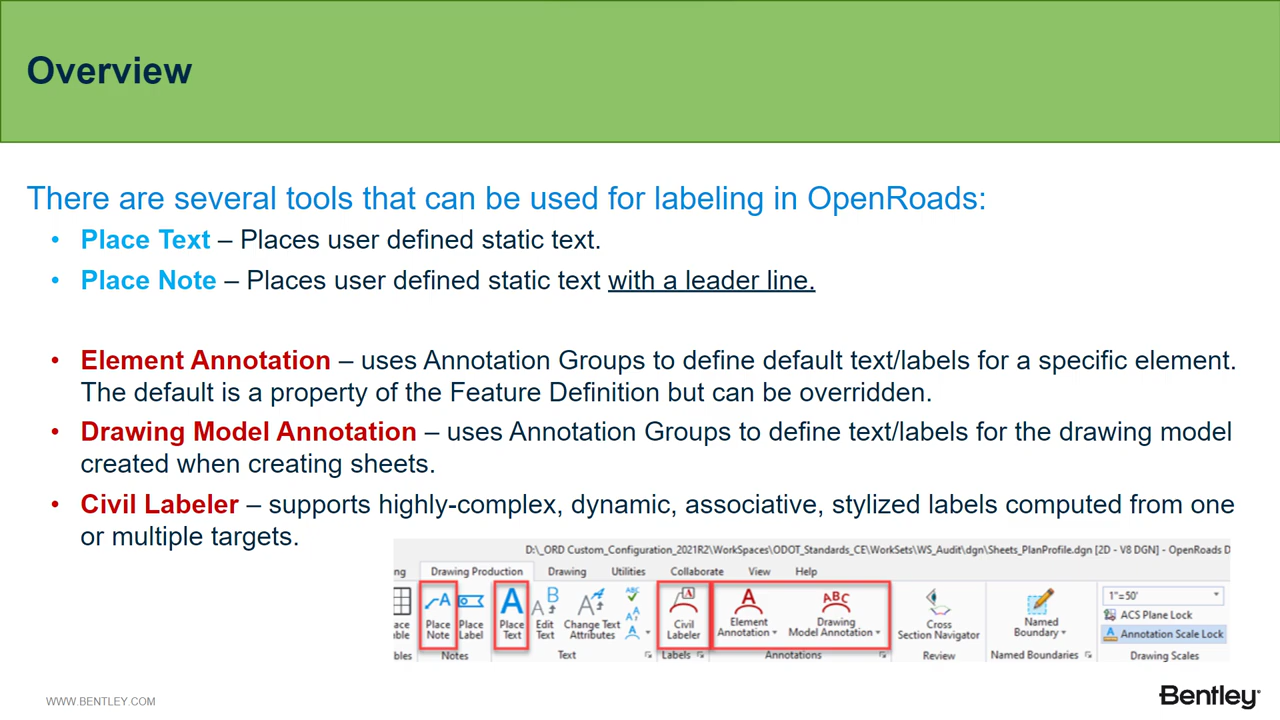 Overview
There are several tools that can be used for labeling in OpenRoads:
• Place Text – Places user defined static text.
• Place Note – Places user defined static text with a leader line.
• Element Annotation – uses Annotation Groups to define default text/labels for a specific element.
The default is a property of the Feature Definition but can be overridden.
• Drawing Model Annotation – uses Annotation Groups to define text/labels for the drawing model
created when creating sheets.
• Civil Labeler – supports highly-complex, dynamic, associative, stylized labels computed from one
or multiple targets.
D:\_ORD Custom_Configuration_2021R2\WorkSpaces\ODOT_Standards_CE\WorkSets\WS_Audit\dgn\Sheets_PlanProfile.dgn [2D - V8 DGN] - OpenRoads D
ng Drawing Production Drawing Utilities Collaborate View Help
ace
ble
Place
Note
Place
Label
Place
Text
Edit
Text
Change Text
Attributes
Civil
Labeler
Element
Annotation
Drawing
Model Annotation
Cross
Section Navigator
Named
Boundary
1"=50'
ACS Plane Lock
Annotation Scale Lock
bles Notes Text Labels Annotations Review Named Boundaries Drawing Scales
WWW.BENTLEY.COM
Bentley